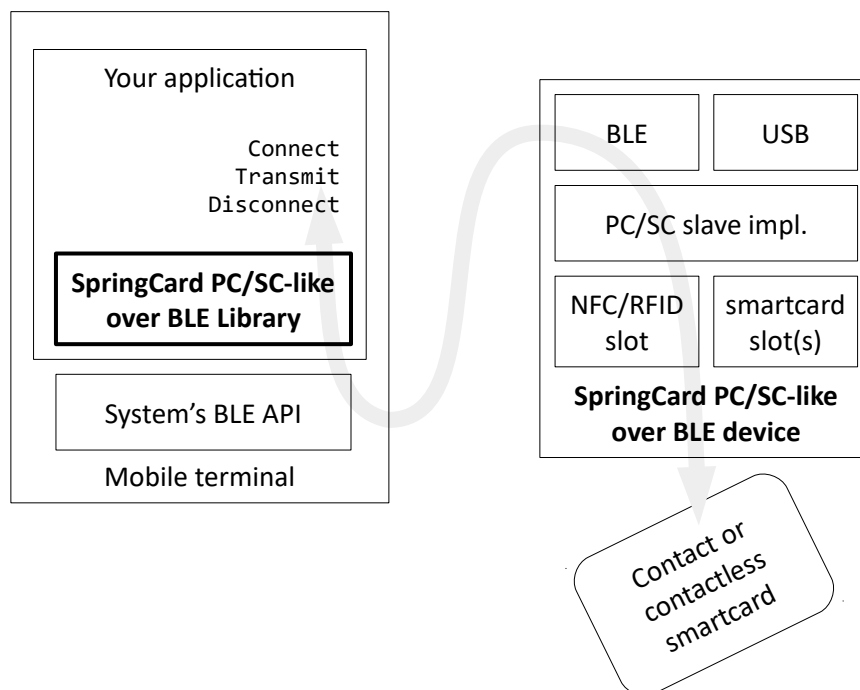 Your application
Connect
Transmit
Disconnect
SpringCard PC/SC-like
over BLE Library
System’s BLE API
Mobile terminal
BLE
USB
PC/SC slave impl.
NFC/RFID
slot
smartcard
slot(s)
SpringCard PC/SC-like
over BLE device
Contact or
contactless
smartcard